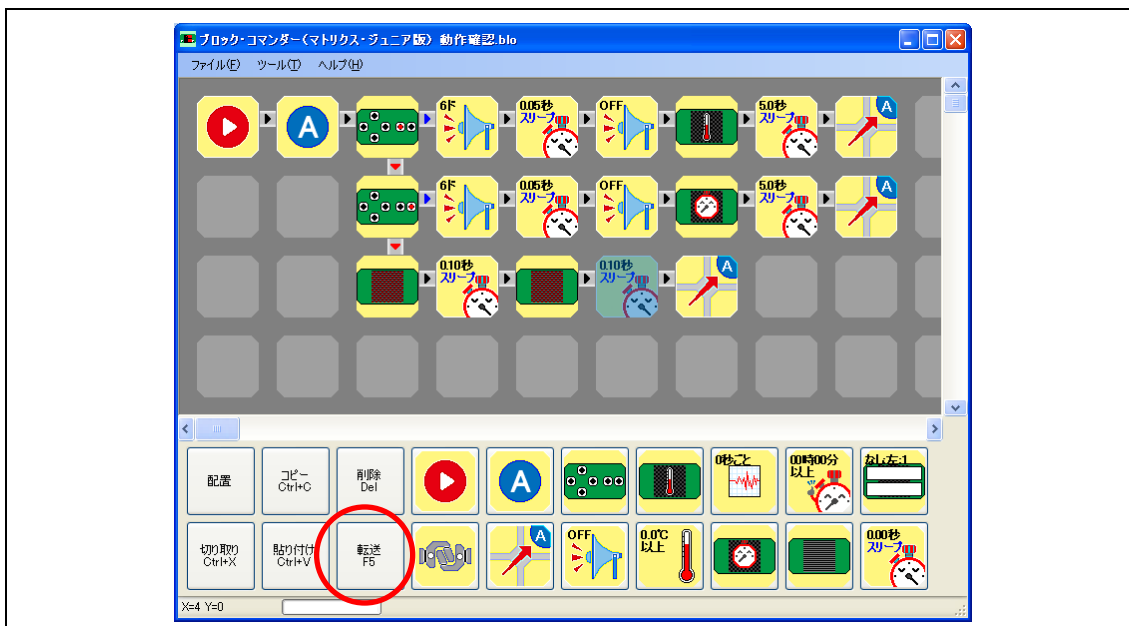 ブロック・コマンダー(マトリクス・ジュニア版) 動作確認.blo
ファイル(F) ツール(T) ヘルプ(H)
A 6ド 0.05秒 スリープ OFF 5.0秒 スリープ A
6ド 0.05秒 スリープ OFF 5.0秒 スリープ A
0.10秒 スリープ 0.10秒 スリープ A
配置 コピー Ctrl+C 削除 Del A 0秒ごと 00時00分 以上 なし左:1
切り取り Ctrl+X 貼り付け Ctrl+V 転送 F5 A OFF 0.0℃ 以上 0.00秒 スリープ
X=4 Y=0